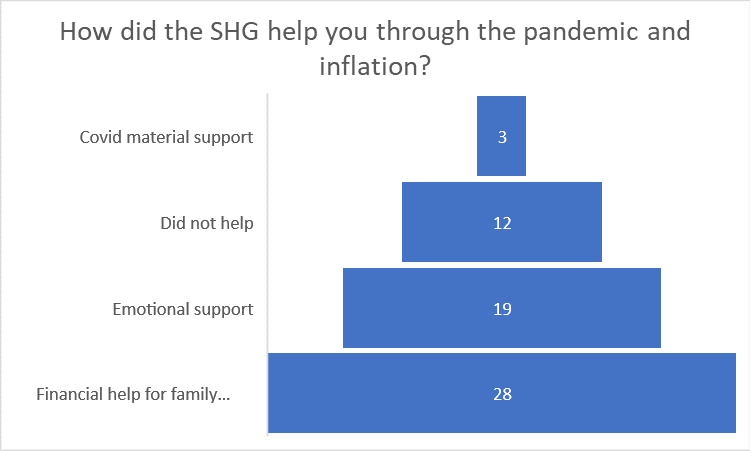 How did the SHG help you through the pandemic and
inflation?
Covid material support
3
Did not help
12
Emotional support
19
Financial help for family...
28